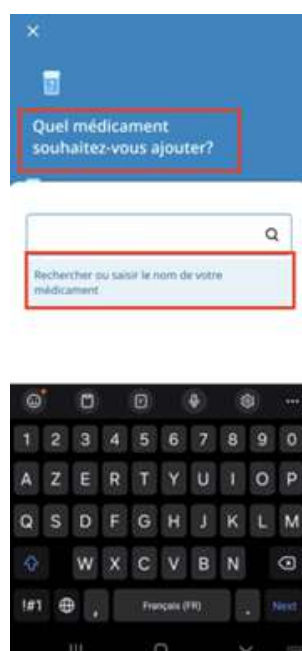 Quel médicament
souhaitez-vous ajouter?
Rechercher ou saisir le nom de votre
médicament
1 2 3 4 5 6 7 8 9 0
A Z E R T Y U I O P
Q S D F G H J K L M
W X C V B N
!#1 , Français (FR) . Next